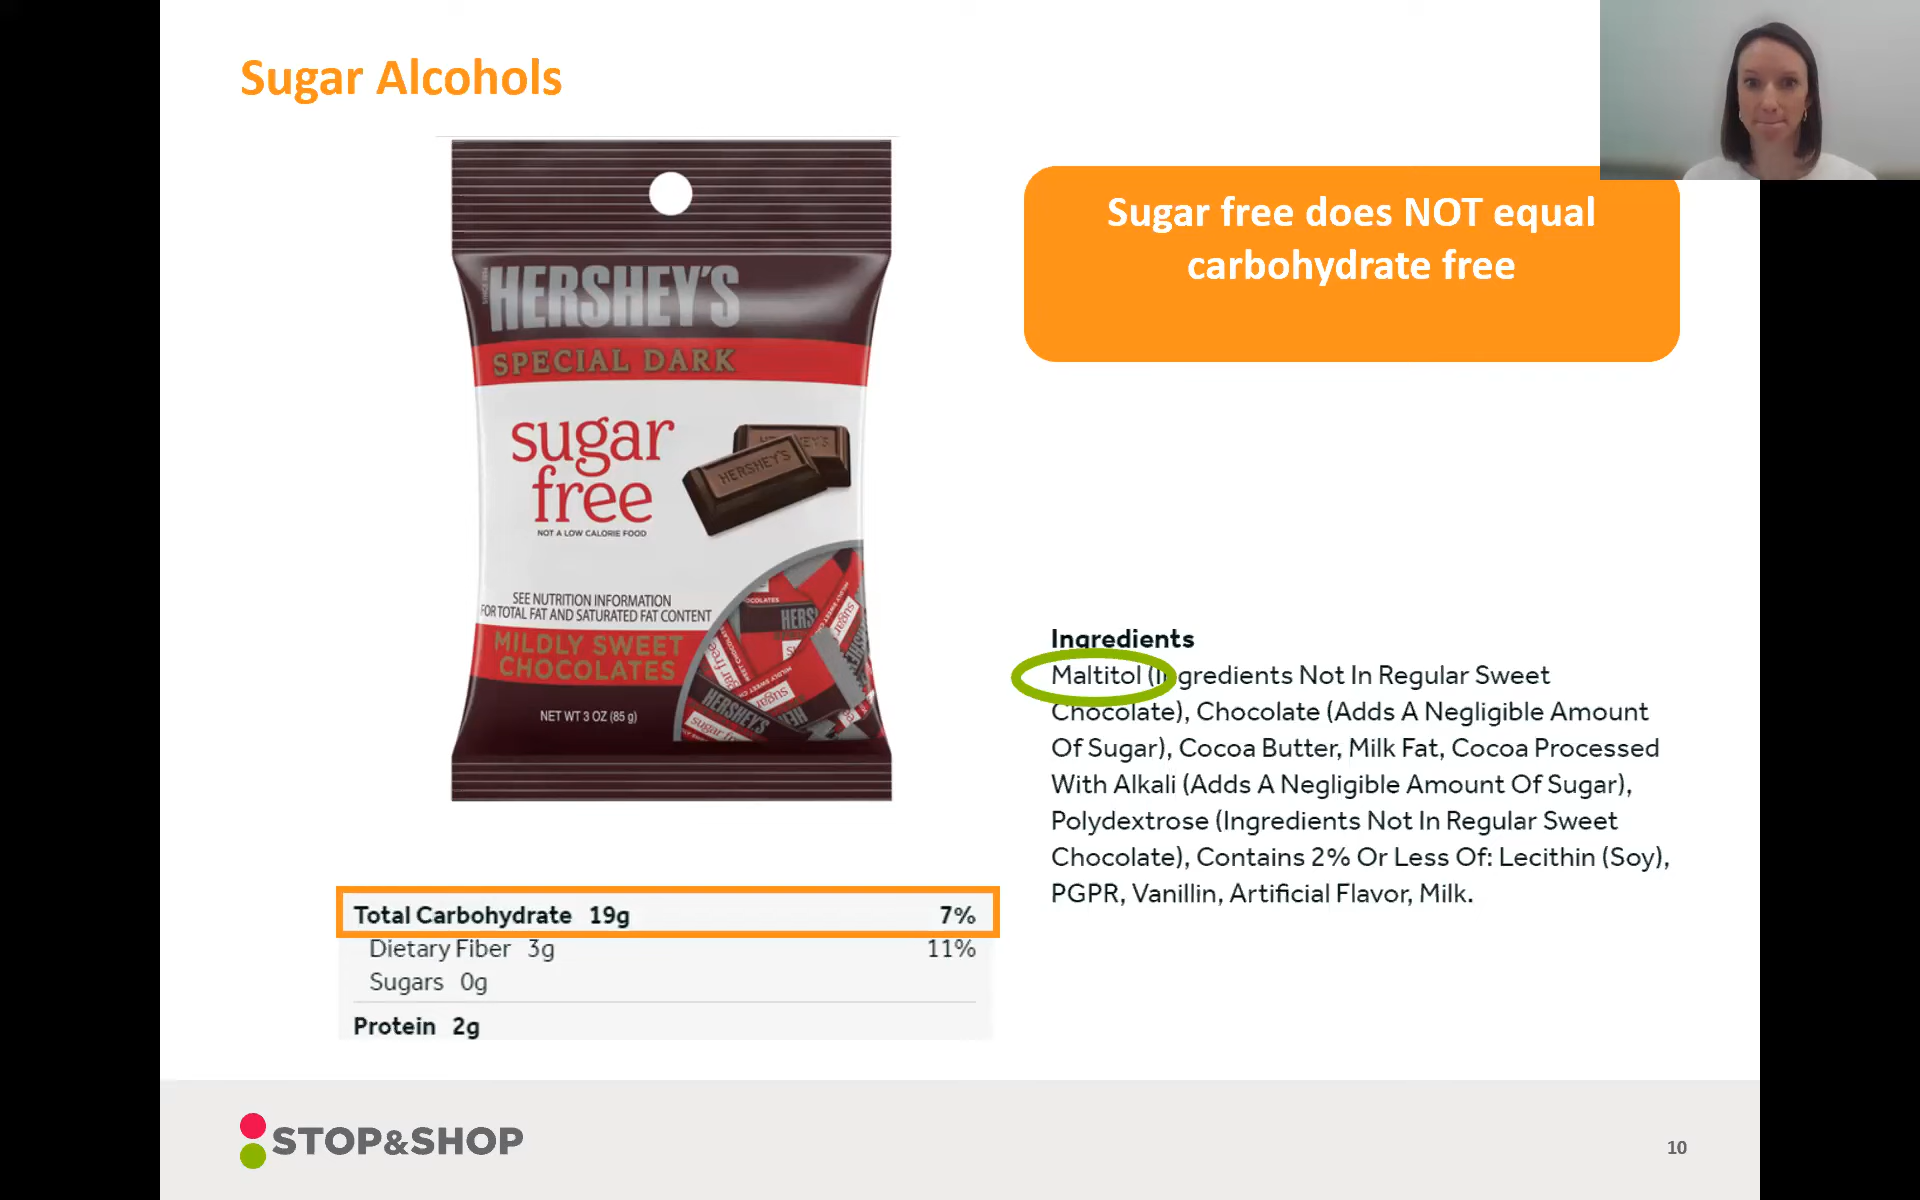 Sugar Alcohols
HERSHEY'S
SPECIAL DARK
sugar
free
NOT A LOW CALORIE FOOD
HERSHEY'S
SEE NUTRITION INFORMATION
FOR TOTAL FAT AND SATURATED FAT CONTENT
MILDLY SWEET
CHOCOLATES
NET WT 3 OZ (85 g)
Sugar free does NOT equal
carbohydrate free
Ingredients
Maltitol (Ingredients Not In Regular Sweet
Chocolate), Chocolate (Adds A Negligible Amount
Of Sugar), Cocoa Butter, Milk Fat, Cocoa Processed
With Alkali (Adds A Negligible Amount Of Sugar),
Polydextrose (Ingredients Not In Regular Sweet
Chocolate), Contains 2% Or Less Of: Lecithin (Soy),
PGPR, Vanillin, Artificial Flavor, Milk.
Total Carbohydrate 19g 7%
Dietary Fiber 3g 11%
Sugars 0g
Protein 2g
STOP&SHOP
10